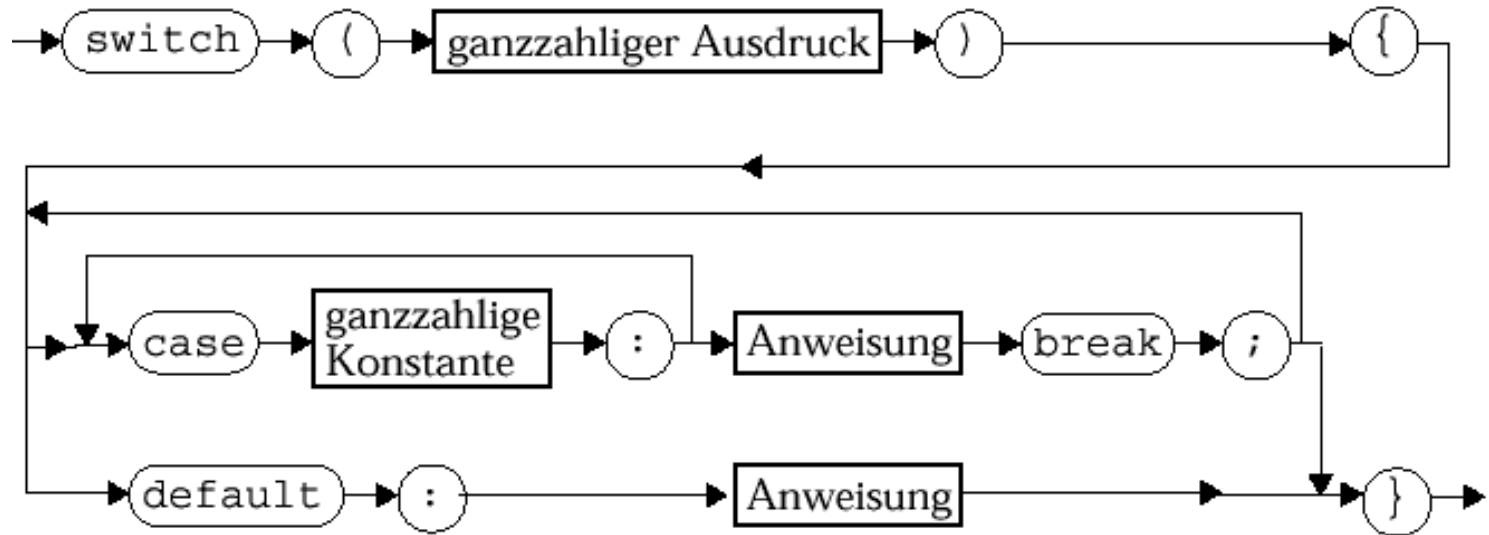 switch ( ganzzahliger Ausdruck ) {
case ganzzahlige Konstante : Anweisung break ;
default : Anweisung }